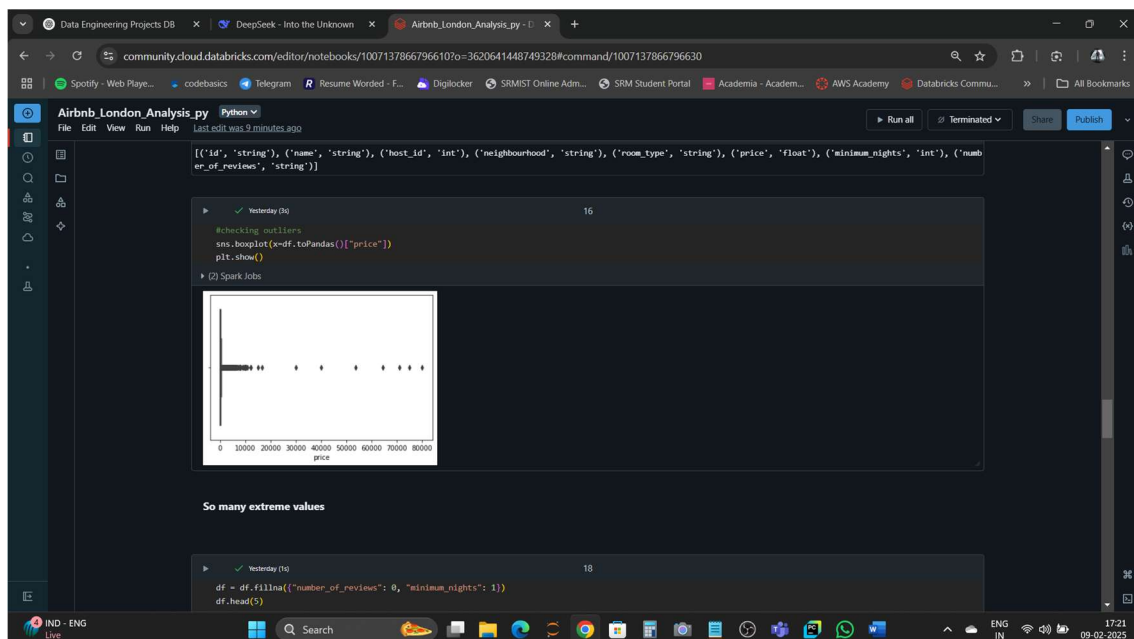 Data Engineering Projects DB
DeepSeek - Into the Unknown
Airbnb_London_Analysis_py - D
community.cloud.databricks.com/editor/notebooks/1007137866796610?o=3620641448749328#command/1007137866796630
Spotify - Web Playe...
codebasics
Telegram
Resume Worded - F...
Digilocker
SRMIST Online Adm...
SRM Student Portal
Academia - Academ...
AWS Academy
Databricks Commu...
All Bookmarks
Airbnb_London_Analysis_py
Python
File Edit View Run Help Last edit was 9 minutes ago
Run all
Terminated
Share
Publish
[('id', 'string'), ('name', 'string'), ('host_id', 'int'), ('neighbourhood', 'string'), ('room_type', 'string'), ('price', 'float'), ('minimum_nights', 'int'), ('numb
er_of_reviews', 'string')]
Yesterday (3s)
16
#checking outliers
sns.boxplot(x=df.toPandas()["price"])
plt.show()
(2) Spark Jobs
0 10000 20000 30000 40000 50000 60000 70000 80000
price
So many extreme values
Yesterday (1s)
18
df = df.fillna({"number_of_reviews": 0, "minimum_nights": 1})
df.head(5)
4
IND - ENG
Live
Search
ENG
IN
17:21
09-02-2025